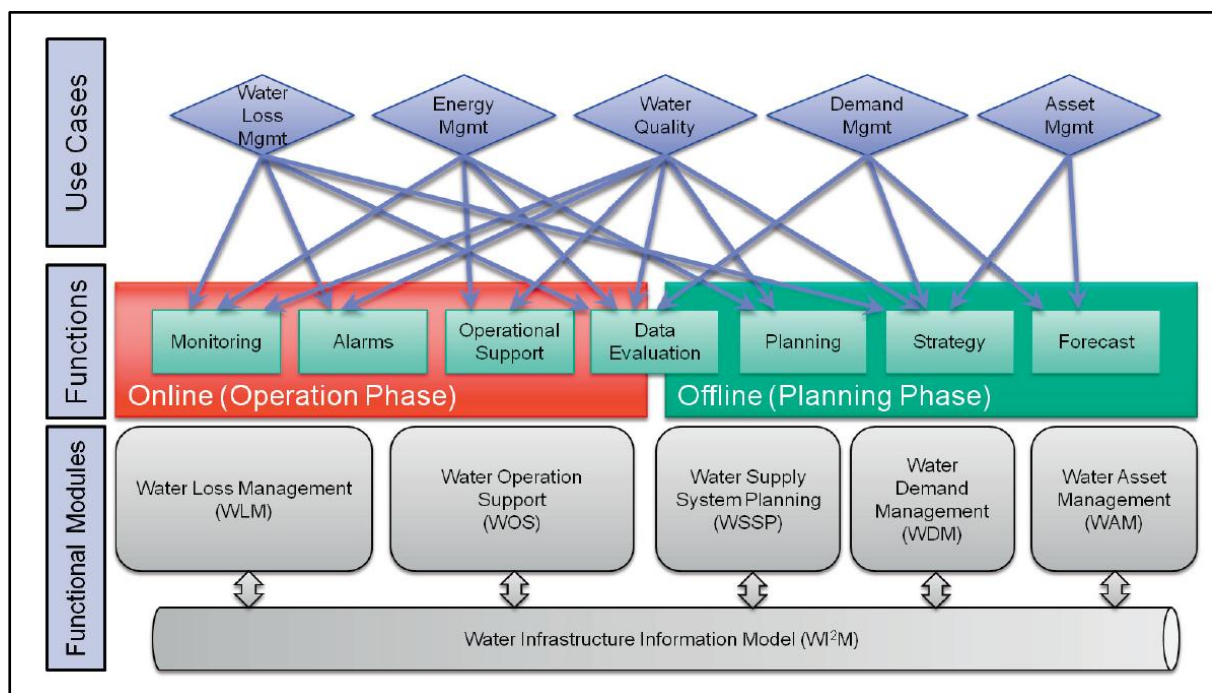 Use Cases
Water
Loss
Mgmt
Energy
Mgmt
Water
Quality
Demand
Mgmt
Asset
Mgmt
Functions
Monitoring
Alarms
Operational
Support
Data
Evaluation
Planning
Strategy
Forecast
Online (Operation Phase)
Offline (Planning Phase)
Functional Modules
Water Loss Management
(WLM)
Water Operation
Support
(WOS)
Water Supply
System Planning
(WSSP)
Water
Demand
Management
(WDM)
Water Asset
Management
(WAM)
Water Infrastructure Information Model (WI²M)